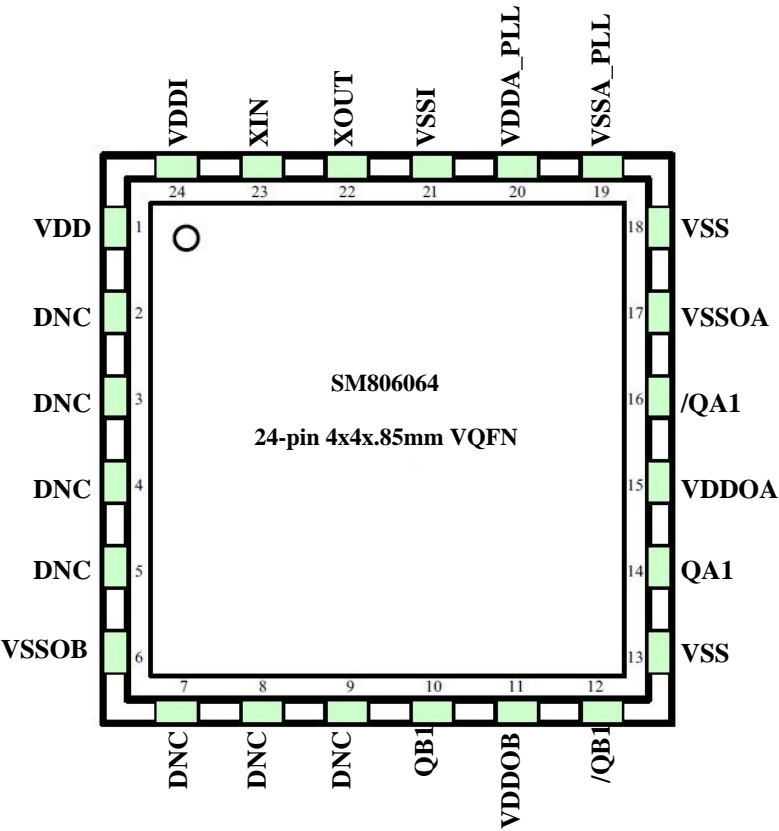 VDDI
XIN
XOUT
VSSI
VDDA_PLL
VSSA_PLL
24
23
22
21
20
19
VDD
1
18
VSS
DNC
2
17
VSSOA
DNC
3
16
/QA1
SM806064
24-pin 4x4x.85mm VQFN
DNC
4
15
VDDOA
DNC
5
14
QA1
VSSOB
6
13
VSS
7
8
9
10
11
12
DNC
DNC
DNC
QB1
VDDOB
/QB1